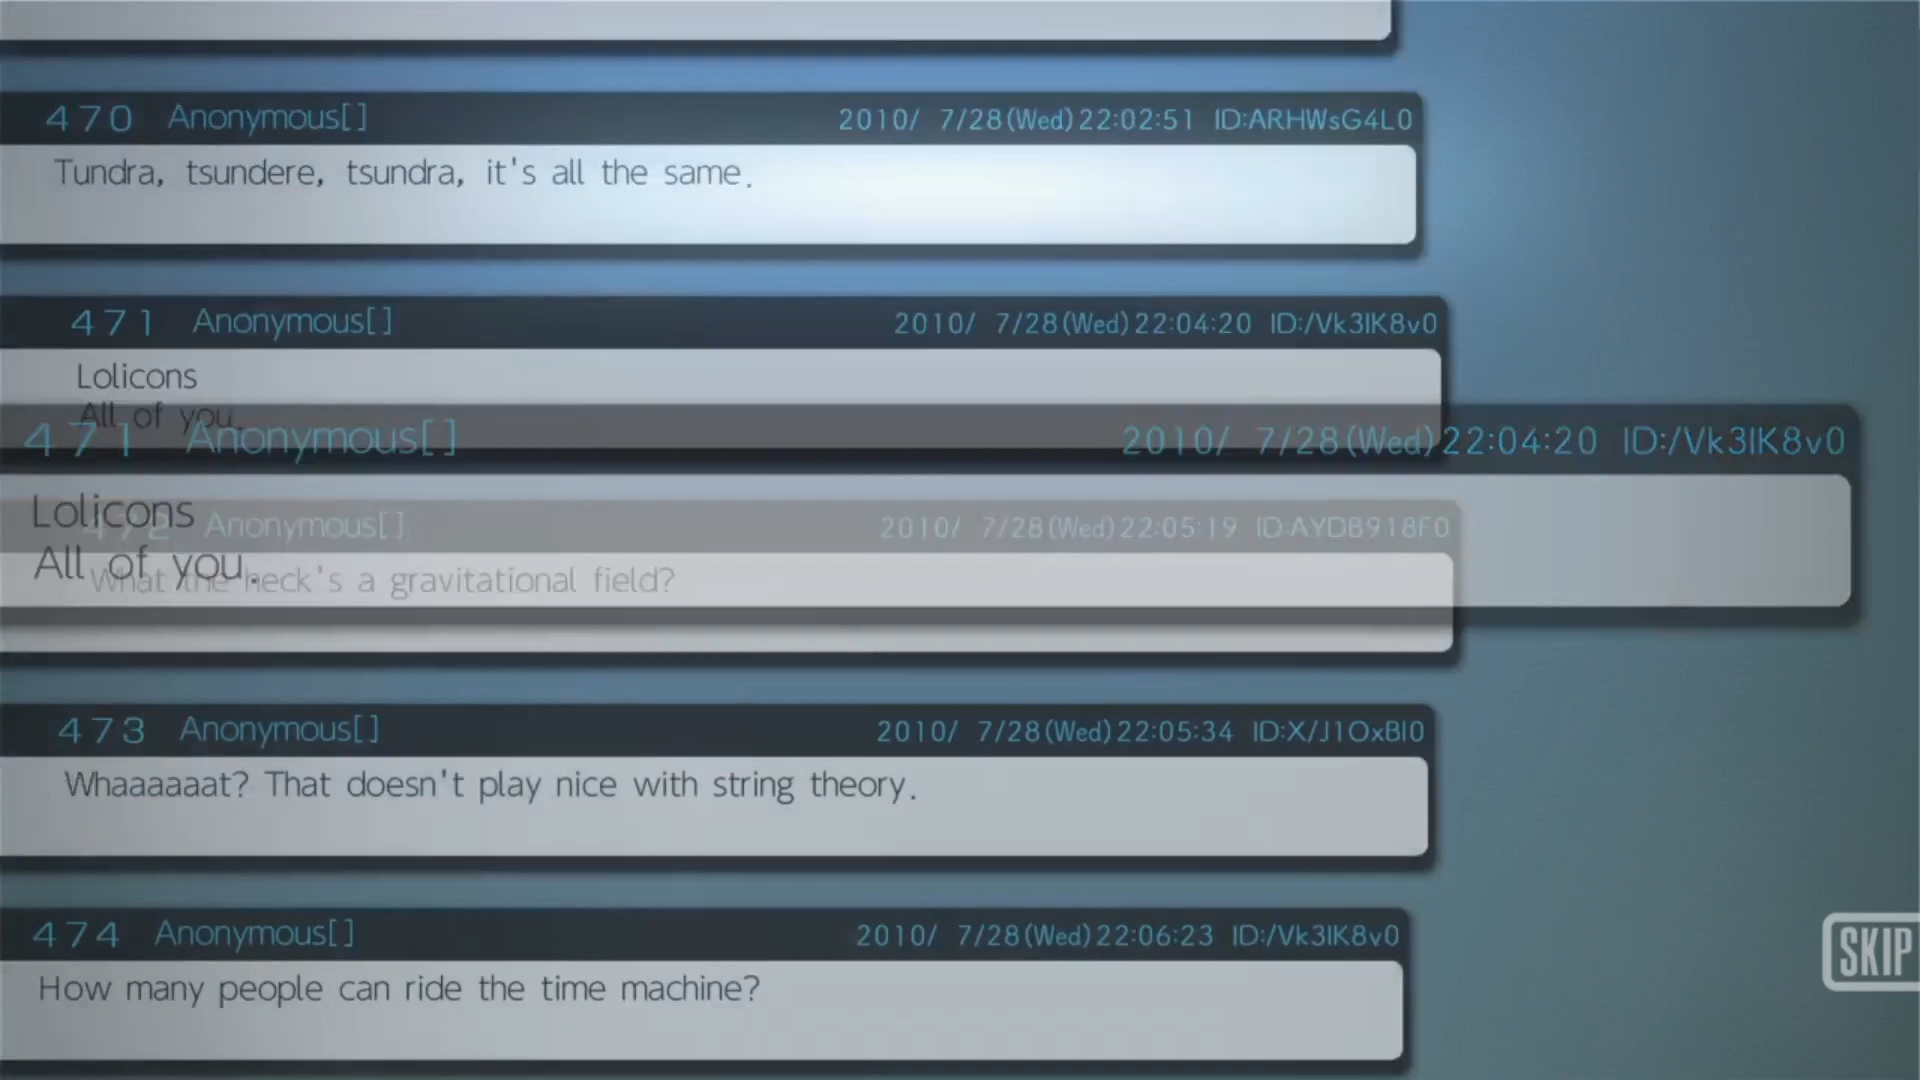 470 Anonymous[] 2010/ 7/28(Wed)22:02:51 ID:ARHWsG4L0
Tundra, tsundere, tsundra, it's all the same.
471 Anonymous[] 2010/ 7/28(Wed)22:04:20 ID:/Vk3IK8v0
Lolicons
All of you.
471 Anonymous[] 2010/ 7/28(Wed)22:04:20 ID:/Vk3IK8v0
Lolicons
All of you.
472 Anonymous[] 2010/ 7/28(Wed)22:05:19 ID:AYDB918F0
What the heck's a gravitational field?
473 Anonymous[] 2010/ 7/28(Wed)22:05:34 ID:X/J1OxBI0
Whaaaaaat? That doesn't play nice with string theory.
474 Anonymous[] 2010/ 7/28(Wed)22:06:23 ID:/Vk3IK8v0
How many people can ride the time machine?
SKIP